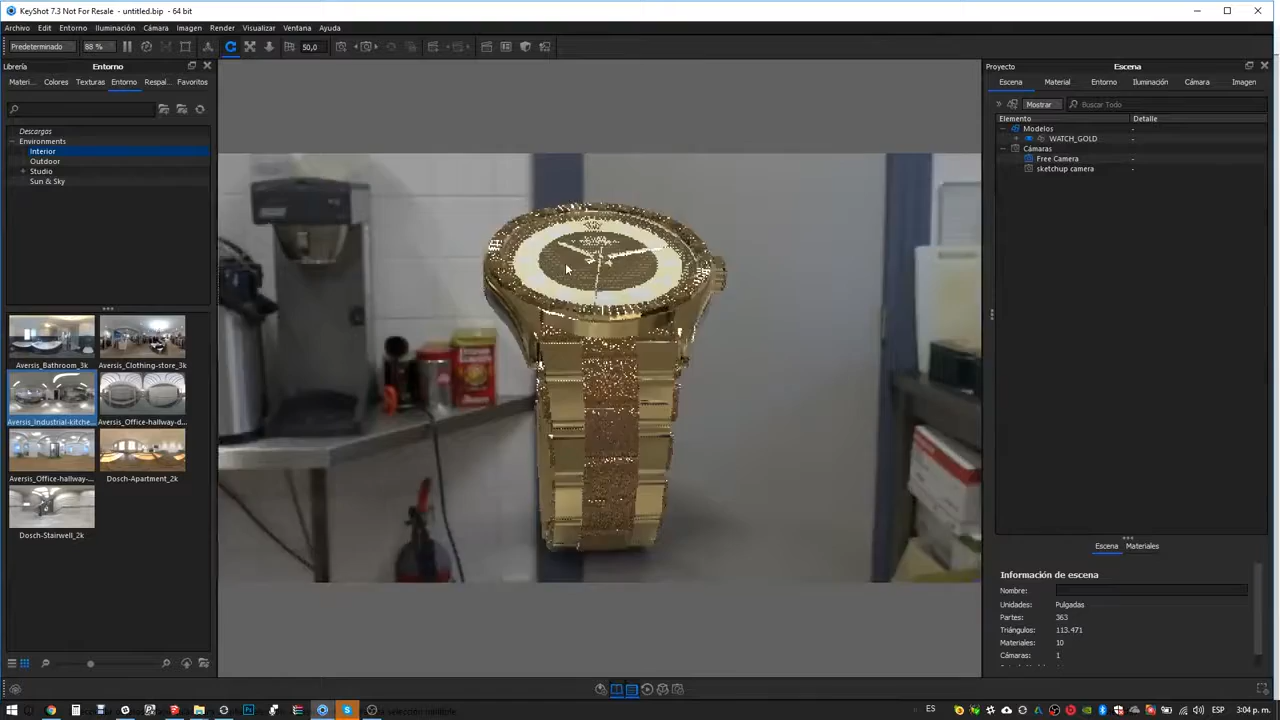 KeyShot 7.3 Not For Resale - untitled.bip - 64 bit
Archivo Edit Entorno Iluminación Cámara Imagen Render Visualizar Ventana Ayuda
Predeterminado 88 % 50,0
Librería Entorno
Materi... Colores Texturas Entorno Respal... Favoritos
Descargas
Environments
Interior
Outdoor
Studio
Sun & Sky
Aversis_Bathroom_3k Aversis_Clothing-store_3k
Aversis_Industrial-kitche... Aversis_Office-hallway-d...
Aversis_Office-hallway-... Dosch-Apartment_2k
Dosch-Stairwell_2k
Proyecto Escena
Escena Material Entorno Iluminación Cámara Imagen
Mostrar Buscar Todo
Elemento Detalle
Modelos -
WATCH_GOLD -
Cámaras -
Free Camera -
sketchup camera -
Escena Materiales
Información de escena
Nombre:
Unidades: Pulgadas
Partes: 363
Triángulos: 113.471
Materiales: 10
Cámaras: 1
ES ESP 3:04 p. m.